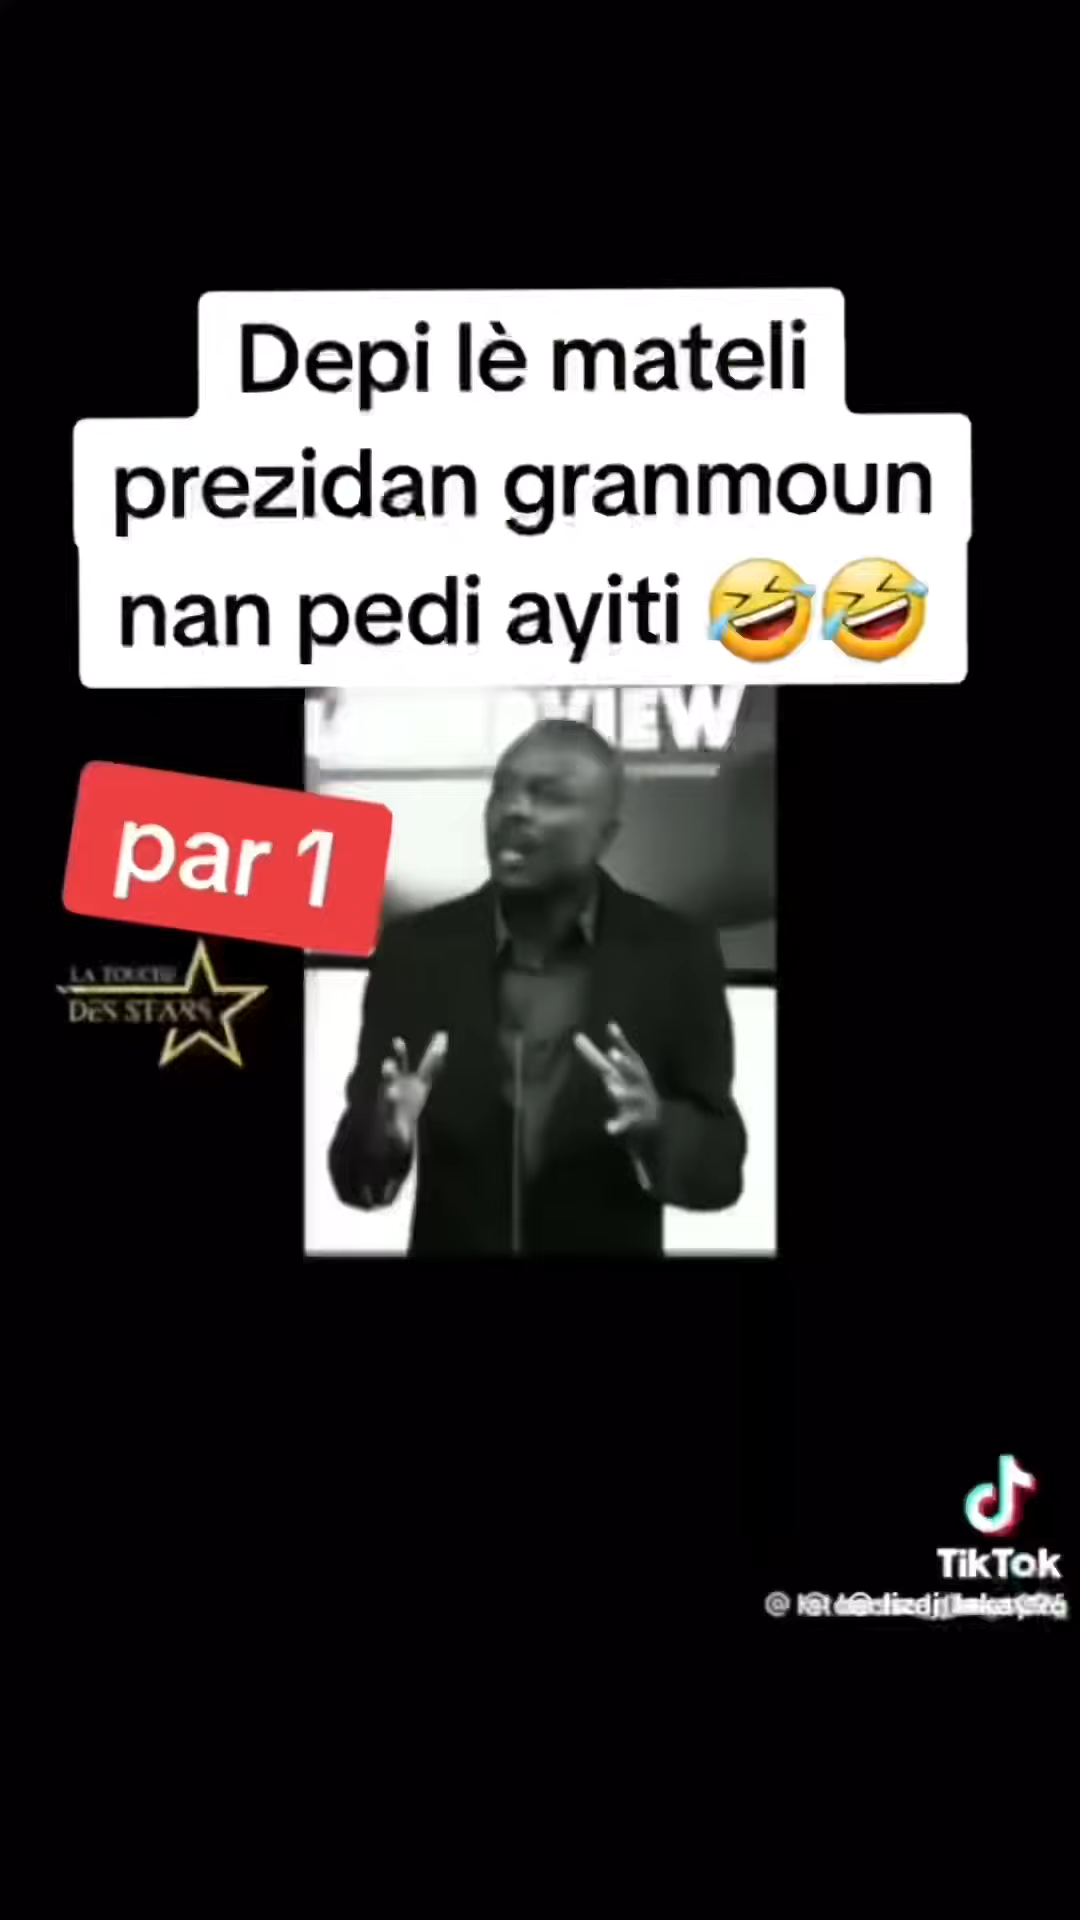 Depi lè mateli
prezidan granmoun
nan pedi ayiti 🤣🤣
par 1
LA TOUCHE
DES STARS
TikTok